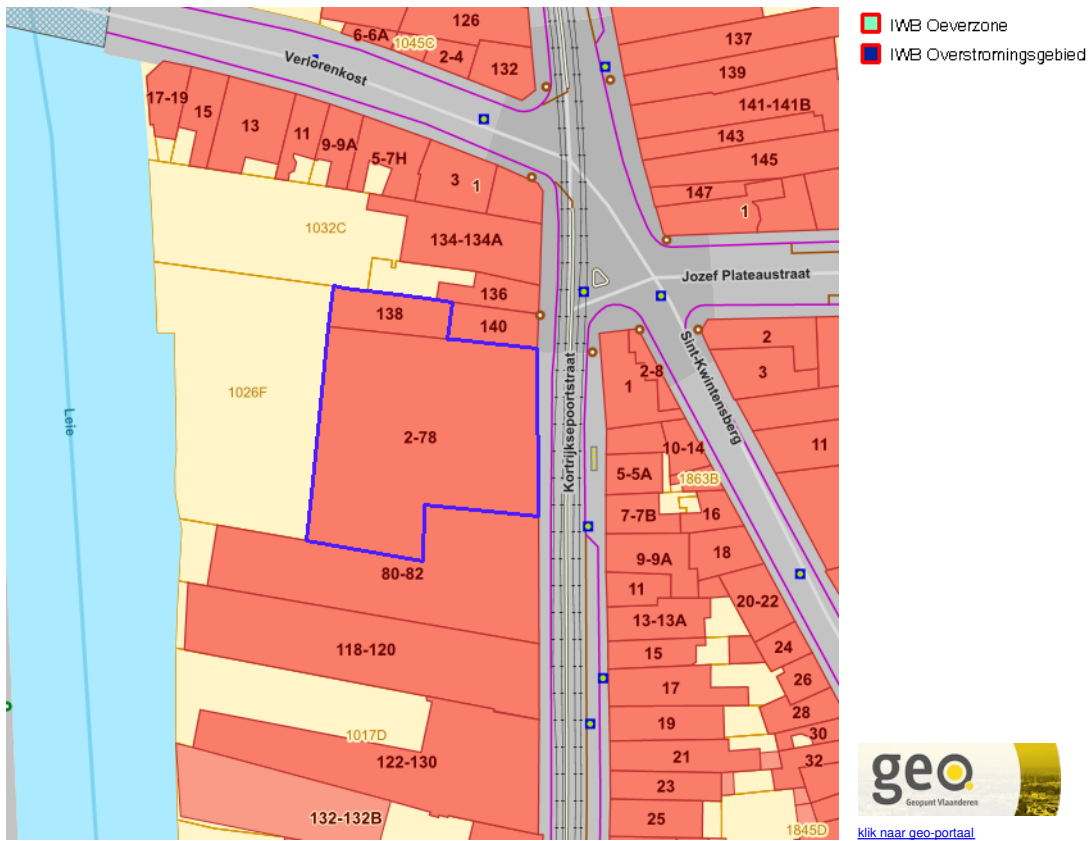 IWB Oeverzone
IWB Overstromingsgebied
126
6-6A
1045C
2-4
132
Verlorenkost
137
139
141-141B
143
145
147
1
17-19
15
13
11
9-9A
5-7H
3
1
1032C
134-134A
136
138
140
Jozef Plateaustraat
2
3
11
Sint-Kwintensberg
Kortrijksepoortstraat
Leie
1026F
2-78
2-8
1
10-14
5-5A
1863B
7-7B
16
9-9A
18
11
20-22
13-13A
15
24
17
26
19
28
30
21
32
23
25
80-82
118-120
1017D
122-130
132-132B
1845D
geo.
Geopunt Vlaanderen
klik naar geo-portaal